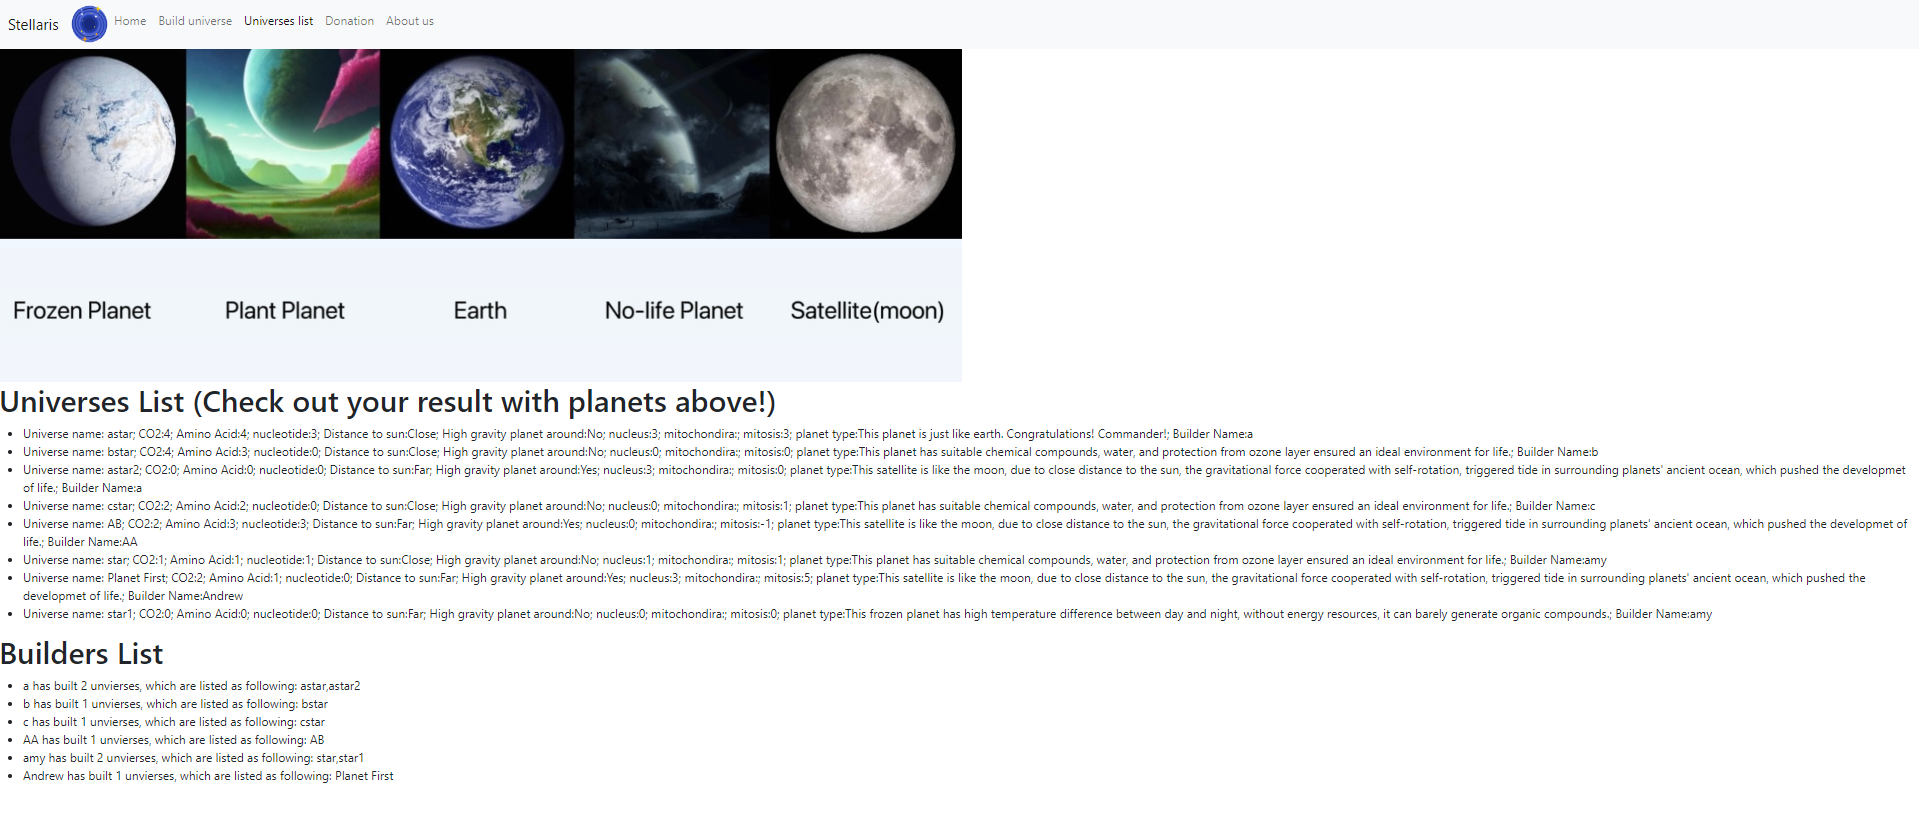 Stellaris Home Build universe Universes list Donation About us
Frozen Planet Plant Planet Earth No-life Planet Satellite(moon)
Universes List (Check out your result with planets above!)
Universe name: astar; CO2:4; Amino Acid:4; nucleotide:3; Distance to sun:Close; High gravity planet around:No; nucleus:3; mitochondira:; mitosis:3; planet type:This planet is just like earth. Congratulations! Commander!; Builder Name:a
Universe name: bstar; CO2:4; Amino Acid:3; nucleotide:0; Distance to sun:Close; High gravity planet around:No; nucleus:0; mitochondira:; mitosis:0; planet type:This planet has suitable chemical compounds, water, and protection from ozone layer ensured an ideal environment for life.; Builder Name:b
Universe name: astar2; CO2:0; Amino Acid:0; nucleotide:0; Distance to sun:Far; High gravity planet around:Yes; nucleus:3; mitochondira:; mitosis:0; planet type:This satellite is like the moon, due to close distance to the sun, the gravitational force cooperated with self-rotation, triggered tide in surrounding planets' ancient ocean, which pushed the developmet
of life.; Builder Name:a
Universe name: cstar; CO2:2; Amino Acid:2; nucleotide:0; Distance to sun:Close; High gravity planet around:No; nucleus:0; mitochondira:; mitosis:1; planet type:This planet has suitable chemical compounds, water, and protection from ozone layer ensured an ideal environment for life.; Builder Name:c
Universe name: AB; CO2:2; Amino Acid:3; nucleotide:3; Distance to sun:Far; High gravity planet around:Yes; nucleus:0; mitochondira:; mitosis:-1; planet type:This satellite is like the moon, due to close distance to the sun, the gravitational force cooperated with self-rotation, triggered tide in surrounding planets' ancient ocean, which pushed the developmet of
life.; Builder Name:AA
Universe name: star; CO2:1; Amino Acid:1; nucleotide:1; Distance to sun:Close; High gravity planet around:No; nucleus:1; mitochondira:; mitosis:1; planet type:This planet has suitable chemical compounds, water, and protection from ozone layer ensured an ideal environment for life.; Builder Name:amy
Universe name: Planet First; CO2:2; Amino Acid:1; nucleotide:0; Distance to sun:Far; High gravity planet around:Yes; nucleus:3; mitochondira:; mitosis:5; planet type:This satellite is like the moon, due to close distance to the sun, the gravitational force cooperated with self-rotation, triggered tide in surrounding planets' ancient ocean, which pushed the
developmet of life.; Builder Name:Andrew
Universe name: star1; CO2:0; Amino Acid:0; nucleotide:0; Distance to sun:Far; High gravity planet around:No; nucleus:0; mitochondira:; mitosis:0; planet type:This frozen planet has high temperature difference between day and night, without energy resources, it can barely generate organic compounds.; Builder Name:amy
Builders List
a has built 2 unvierses, which are listed as following: astar,astar2
b has built 1 unvierses, which are listed as following: bstar
c has built 1 unvierses, which are listed as following: cstar
AA has built 1 unvierses, which are listed as following: AB
amy has built 2 unvierses, which are listed as following: star,star1
Andrew has built 1 unvierses, which are listed as following: Planet First